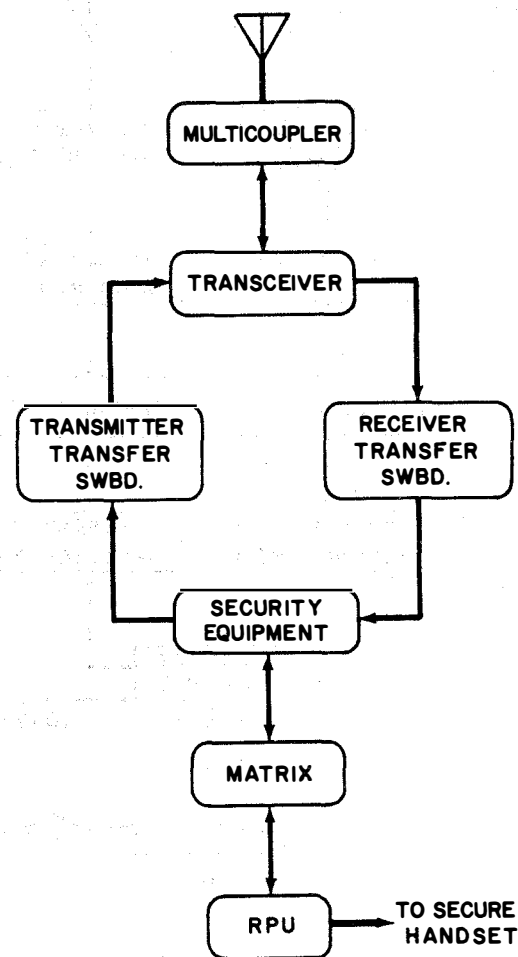 MULTICOUPLER
TRANSCEIVER
TRANSMITTER
TRANSFER
SWBD.
RECEIVER
TRANSFER
SWBD.
SECURITY
EQUIPMENT
MATRIX
RPU
TO SECURE
HANDSET